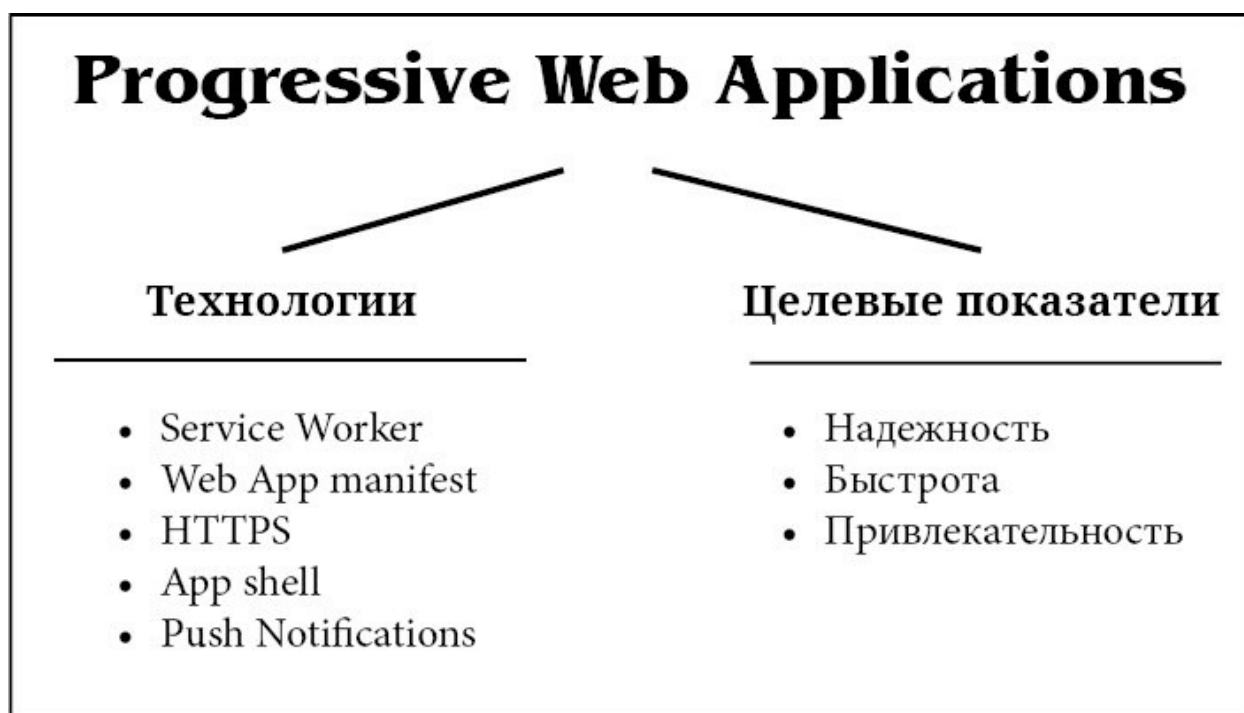 Progressive Web Applications
Технологии
Service Worker
Web App manifest
HTTPS
App shell
Push Notifications
Целевые показатели
Надежность
Быстрота
Привлекательность